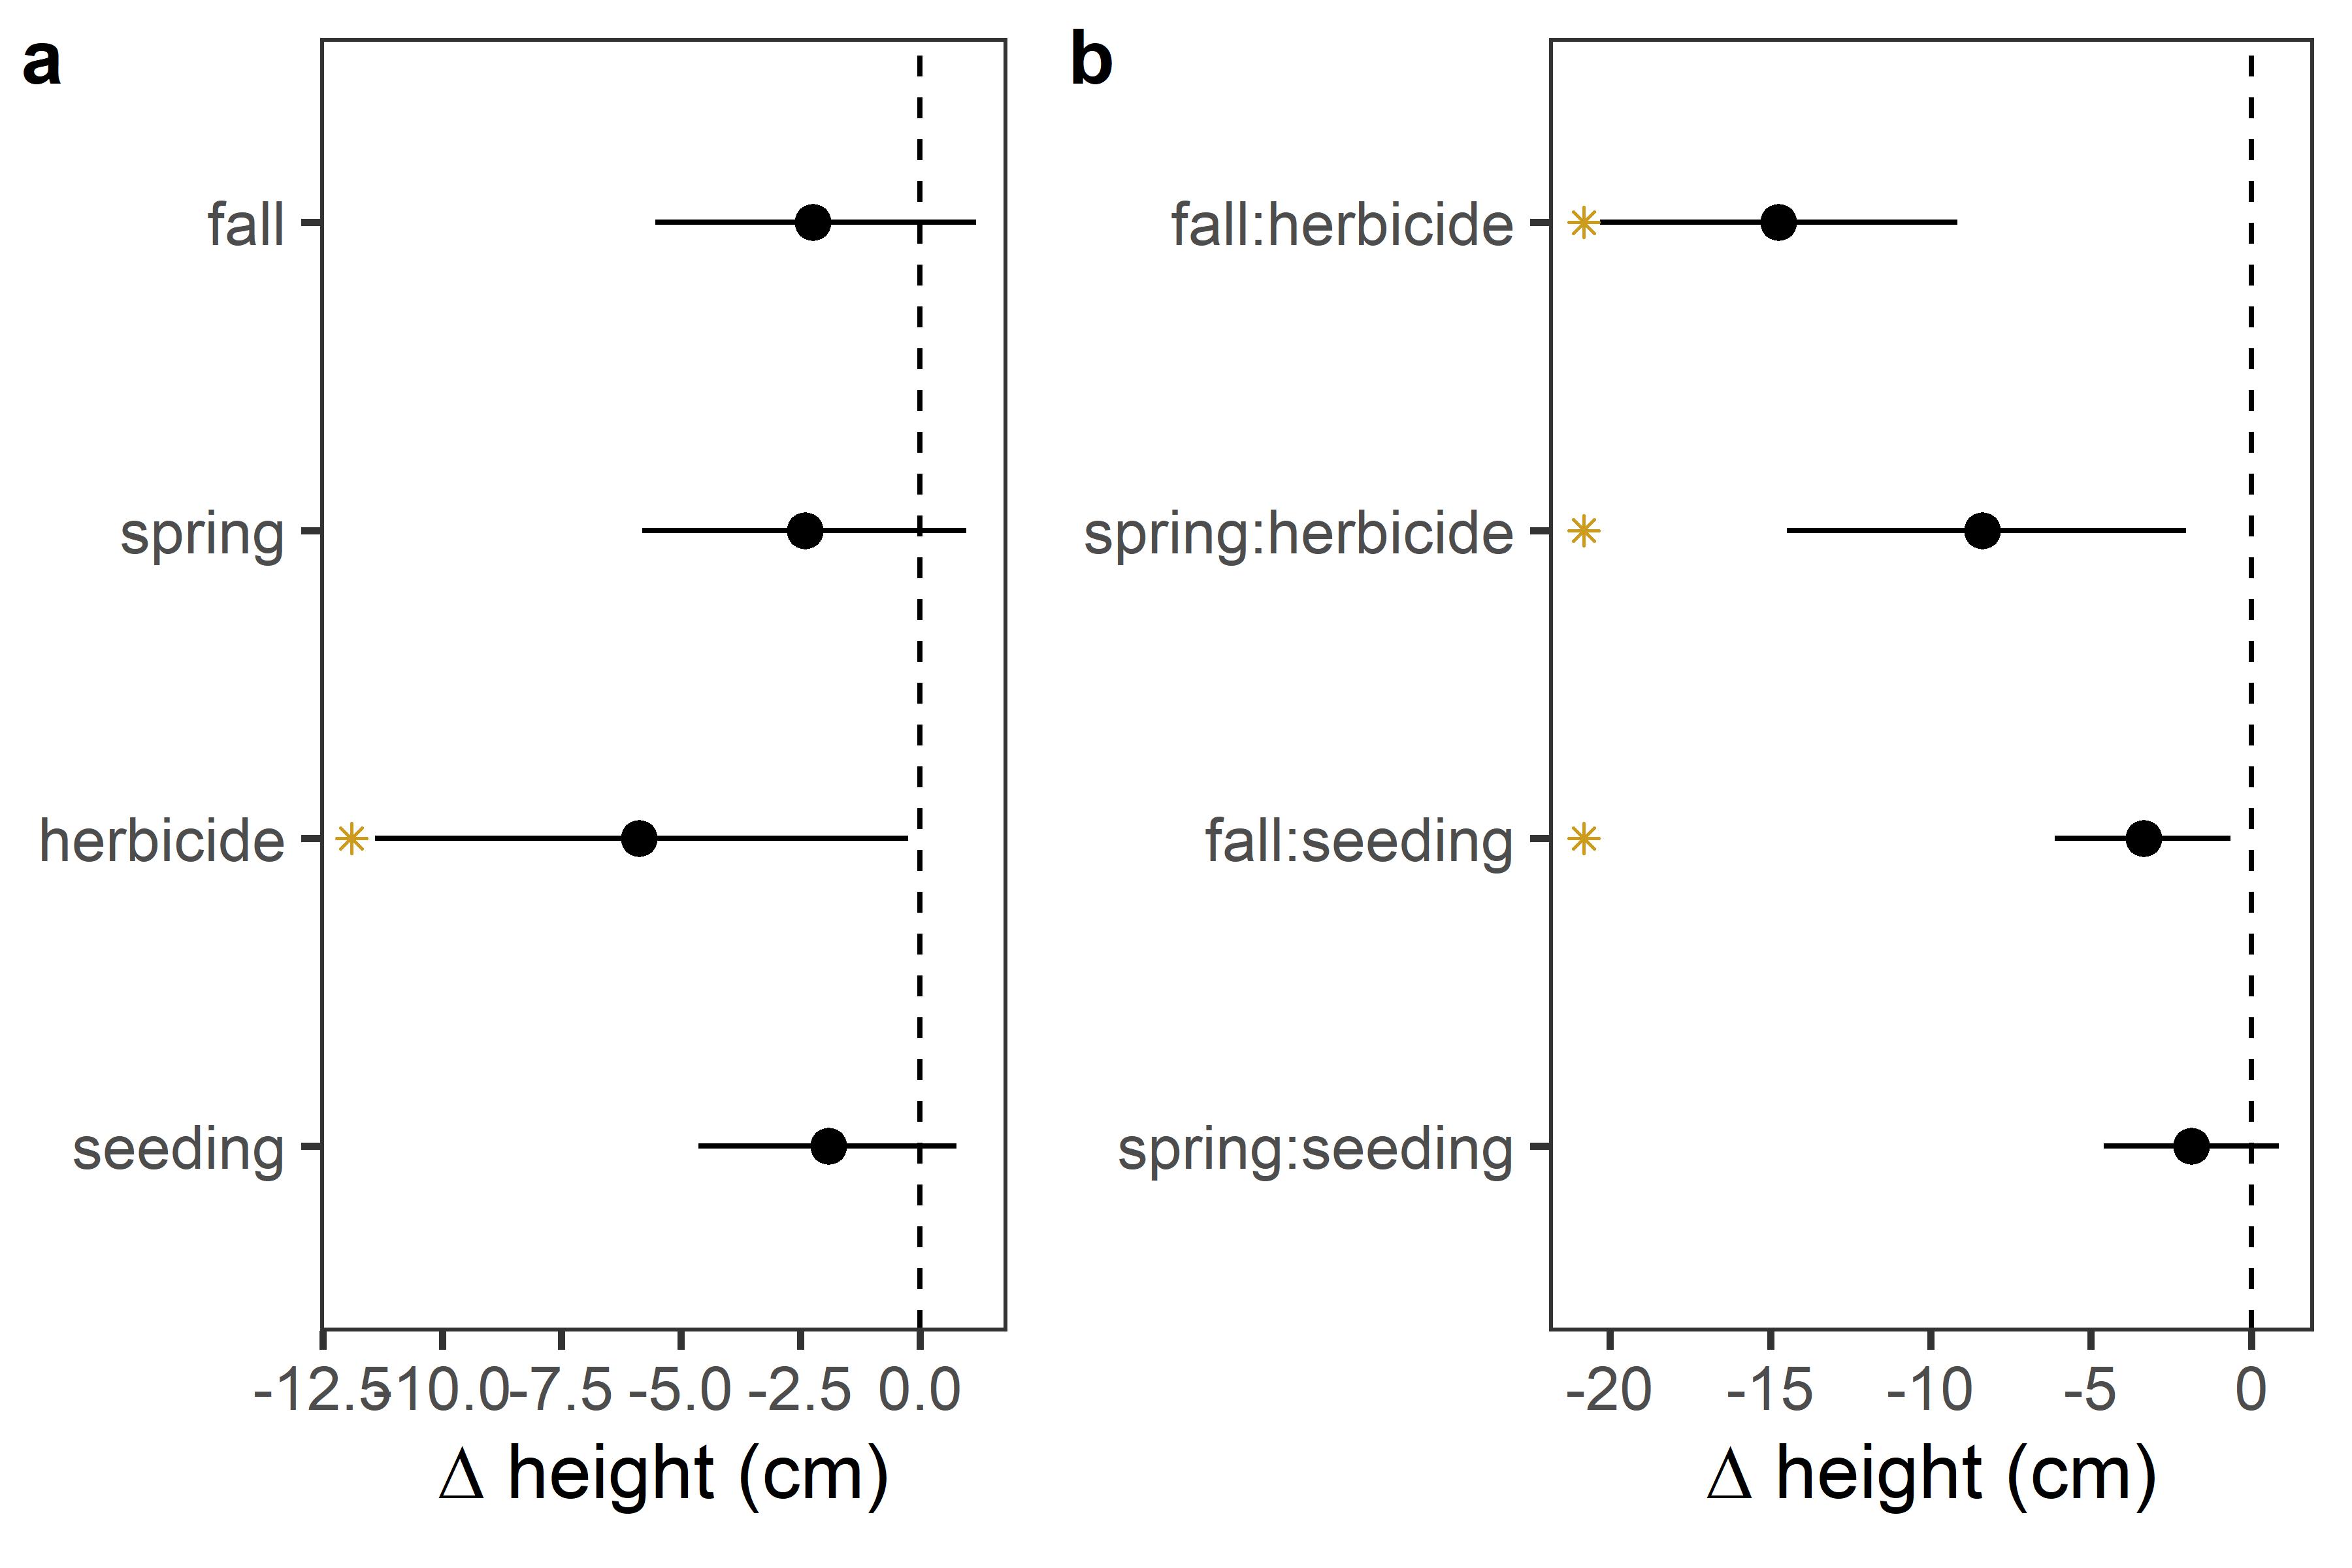 a
fall
spring
herbicide
seeding
-12.5 -10.0 -7.5 -5.0 -2.5 0.0
Δ height (cm)
b
fall:herbicide
spring:herbicide
fall:seeding
spring:seeding
-20 -15 -10 -5 0
Δ height (cm)